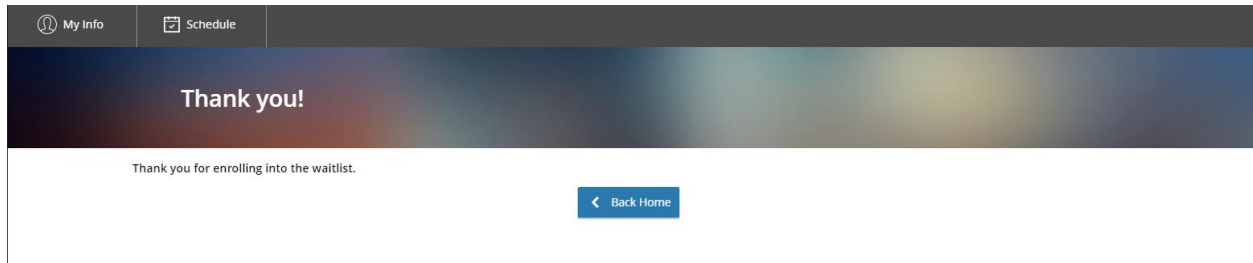 My Info
Schedule
Thank you!
Thank you for enrolling into the waitlist.
Back Home